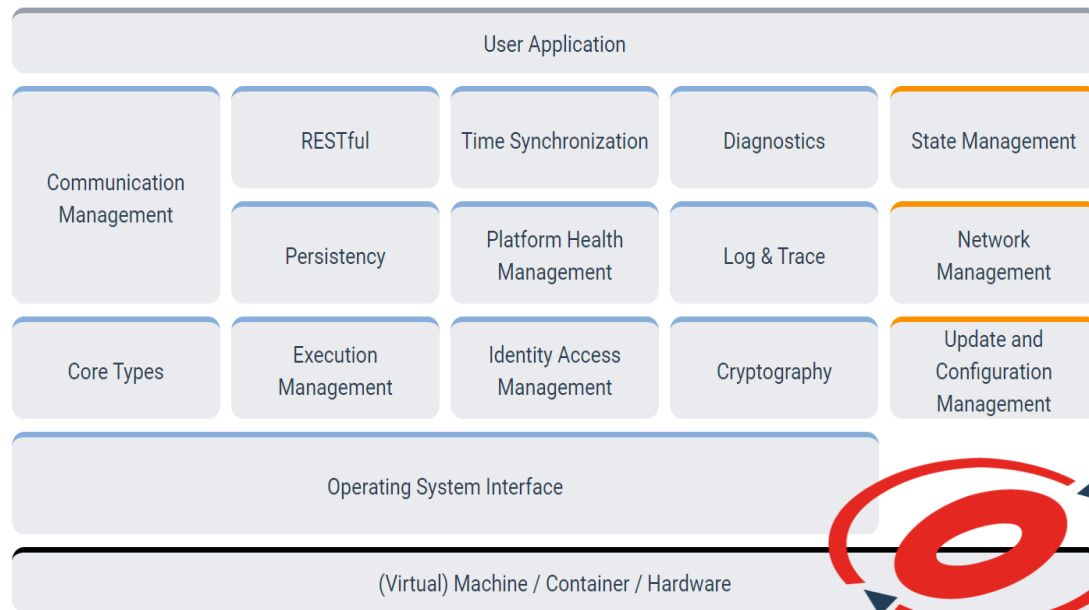 User Application
Communication
Management
RESTful
Time Synchronization
Diagnostics
State Management
Persistency
Platform Health
Management
Log & Trace
Network
Management
Core Types
Execution
Management
Identity Access
Management
Cryptography
Update and
Configuration
Management
Operating System Interface
(Virtual) Machine / Container / Hardware